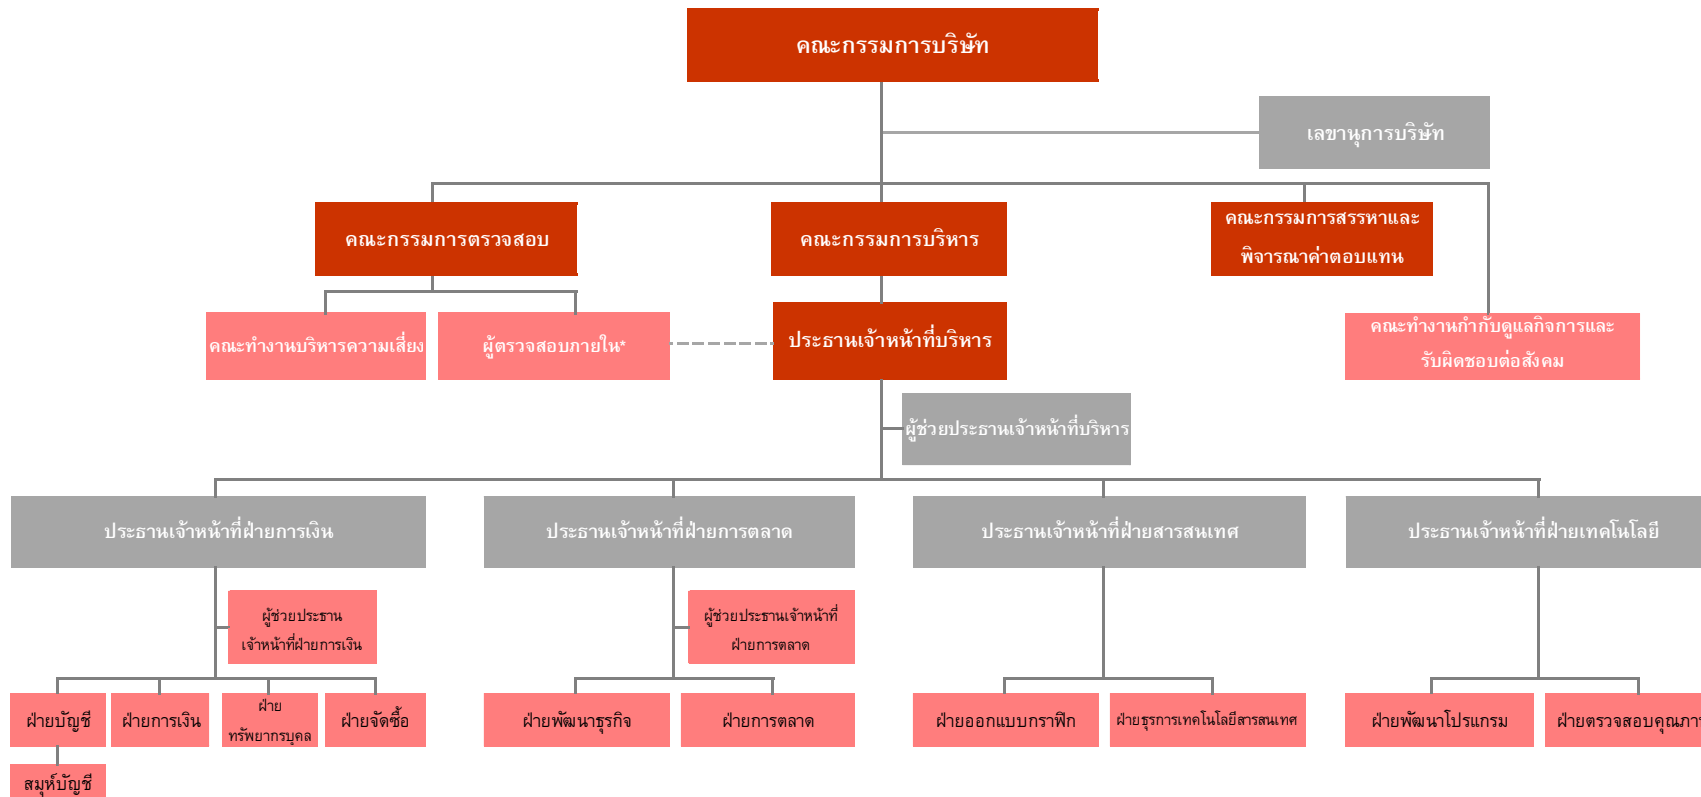 คณะกรรมการบริษัท
เลขานุการบริษัท
คณะกรรมการตรวจสอบ
คณะกรรมการบริหาร
คณะกรรมการสรรหาและ
พิจารณาค่าตอบแทน
คณะทำงานบริหารความเสี่ยง
ผู้ตรวจสอบภายใน*
ประธานเจ้าหน้าที่บริหาร
คณะทำงานกำกับดูแลกิจการและ
รับผิดชอบต่อสังคม
ผู้ช่วยประธานเจ้าหน้าที่บริหาร
ประธานเจ้าหน้าที่ฝ่ายการเงิน
ประธานเจ้าหน้าที่ฝ่ายการตลาด
ประธานเจ้าหน้าที่ฝ่ายสารสนเทศ
ประธานเจ้าหน้าที่ฝ่ายเทคโนโลยี
ผู้ช่วยประธาน
เจ้าหน้าที่ฝ่ายการเงิน
ผู้ช่วยประธานเจ้าหน้าที่
ฝ่ายการตลาด
ฝ่ายบัญชี
ฝ่ายการเงิน
ฝ่าย
ทรัพยากรบุคล
ฝ่ายจัดซื้อ
ฝ่ายพัฒนาธุรกิจ
ฝ่ายการตลาด
ฝ่ายออกแบบกราฟิก
ฝ่ายธุรการเทคโนโลยีสารสนเทศ
ฝ่ายพัฒนาโปรแกรม
ฝ่ายตรวจสอบคุณภาพ
สมุห์บัญชี